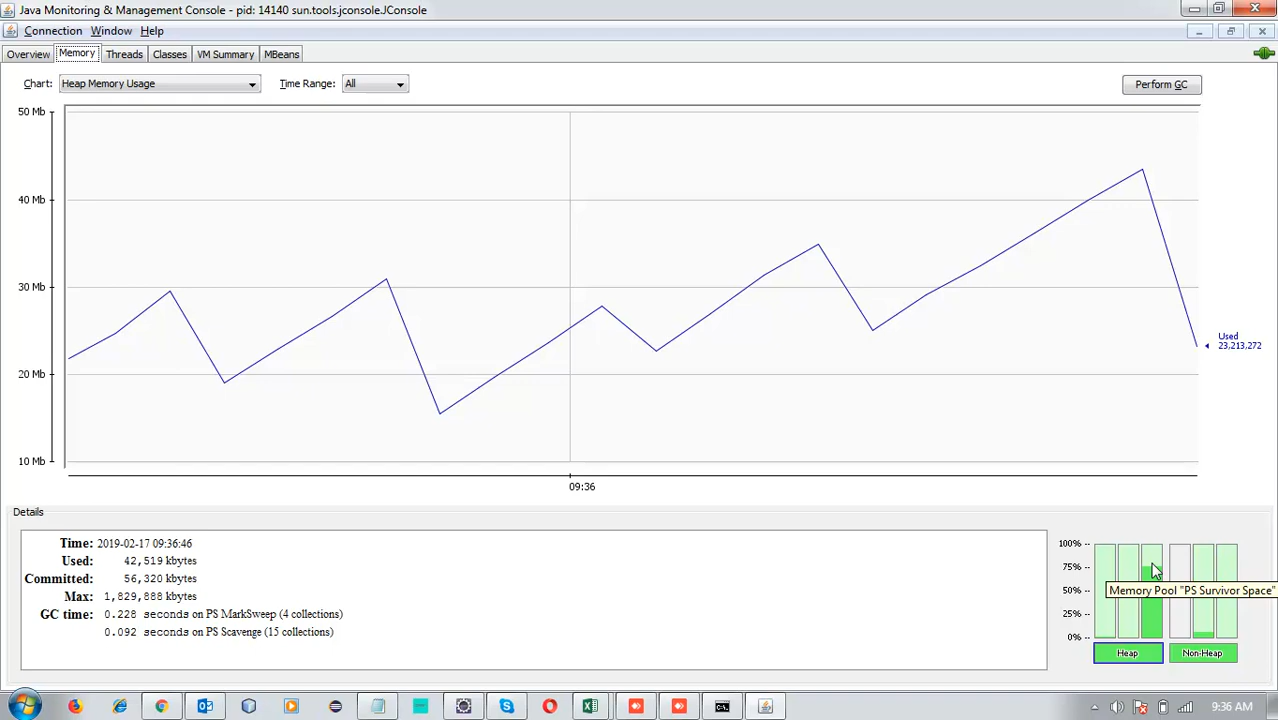 Java Monitoring & Management Console - pid: 14140 sun.tools.jconsole.JConsole
Connection Window Help
Overview Memory Threads Classes VM Summary MBeans
Chart: Heap Memory Usage Time Range: All Perform GC
50 Mb
40 Mb
30 Mb
Used
23,213,272
20 Mb
10 Mb
09:36
Details
Time: 2019-02-17 09:36:46
Used: 42,519 kbytes
Committed: 56,320 kbytes
Max: 1,829,888 kbytes
GC time: 0.228 seconds on PS MarkSweep (4 collections)
0.092 seconds on PS Scavenge (15 collections)
100% --
75% --
50% --
25% --
0% --
Memory Pool "PS Survivor Space"
Heap Non-Heap
9:36 AM